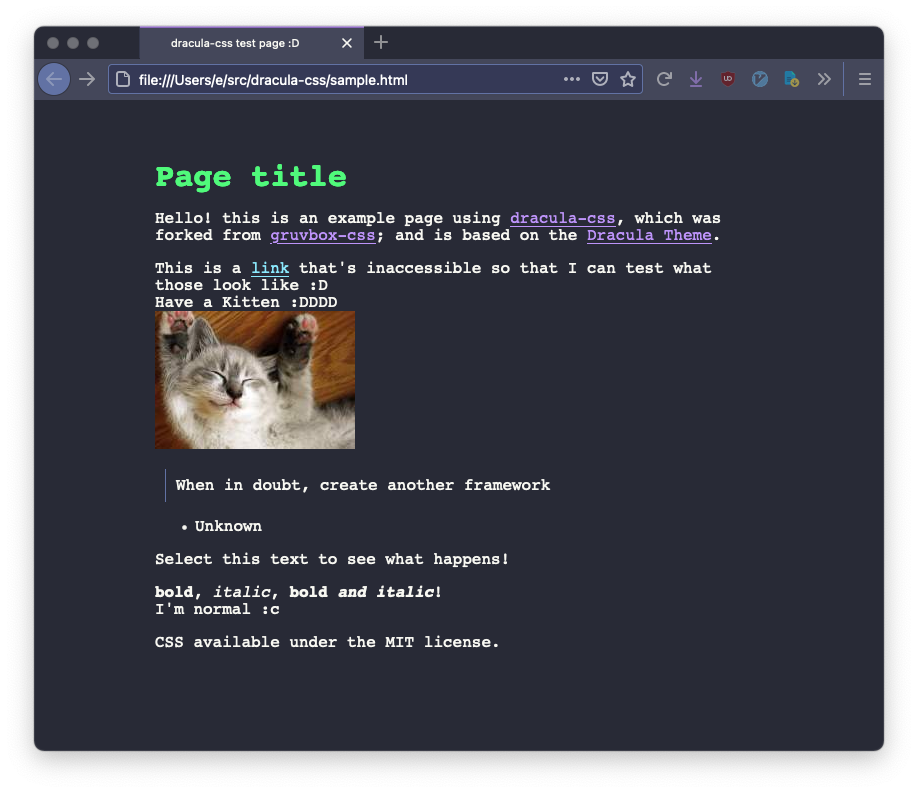 dracula-css test page :D
file:///Users/e/src/dracula-css/sample.html
Page title
Hello! this is an example page using dracula-css, which was
forked from gruvbox-css; and is based on the Dracula Theme.
This is a link that's inaccessible so that I can test what
those look like :D
Have a Kitten :DDDD
When in doubt, create another framework
• Unknown
Select this text to see what happens!
bold, italic, bold and italic!
I'm normal :c
CSS available under the MIT license.